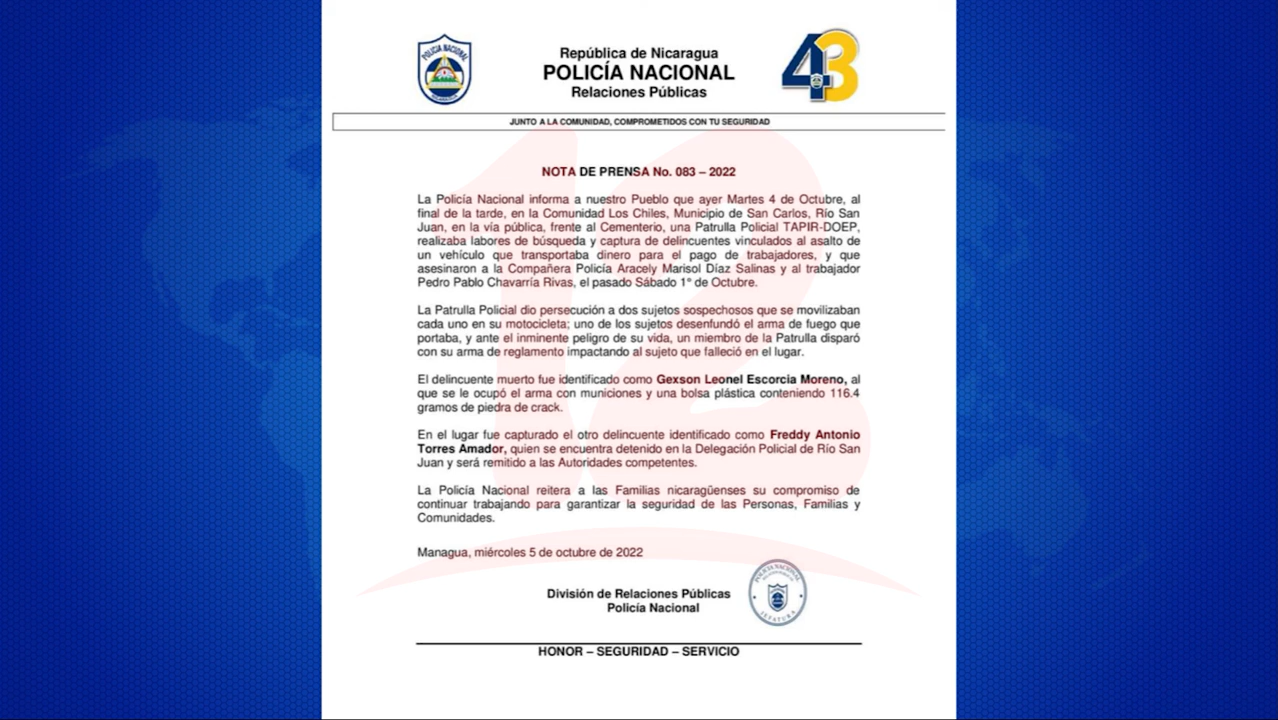 POLICIA NACIONAL
NICARAGUA
República de Nicaragua
POLICÍA NACIONAL
Relaciones Públicas
43
JUNTO A LA COMUNIDAD, COMPROMETIDOS CON TU SEGURIDAD
NOTA DE PRENSA No. 083 – 2022
La Policía Nacional informa a nuestro Pueblo que ayer Martes 4 de Octubre, al
final de la tarde, en la Comunidad Los Chiles, Municipio de San Carlos, Río San
Juan, en la vía pública, frente al Cementerio, una Patrulla Policial TAPIR-DOEP,
realizaba labores de búsqueda y captura de delincuentes vinculados al asalto de
un vehículo que transportaba dinero para el pago de trabajadores, y que
asesinaron a la Compañera Policía Aracely Marisol Díaz Salinas y al trabajador
Pedro Pablo Chavarría Rivas, el pasado Sábado 1° de Octubre.
La Patrulla Policial dio persecución a dos sujetos sospechosos que se movilizaban
cada uno en su motocicleta; uno de los sujetos desenfundó el arma de fuego que
portaba, y ante el inminente peligro de su vida, un miembro de la Patrulla disparó
con su arma de reglamento impactando al sujeto que falleció en el lugar.
El delincuente muerto fue identificado como Gexson Leonel Escorcia Moreno, al
que se le ocupó el arma con municiones y una bolsa plástica conteniendo 116.4
gramos de piedra de crack.
En el lugar fue capturado el otro delincuente identificado como Freddy Antonio
Torres Amador, quien se encuentra detenido en la Delegación Policial de Río San
Juan y será remitido a las Autoridades competentes.
La Policía Nacional reitera a las Familias nicaragüenses su compromiso de
continuar trabajando para garantizar la seguridad de las Personas, Familias y
Comunidades.
12
Managua, miércoles 5 de octubre de 2022
División de Relaciones Públicas
Policía Nacional
POLICIA NACIONAL
JEFATURA
HONOR – SEGURIDAD – SERVICIO